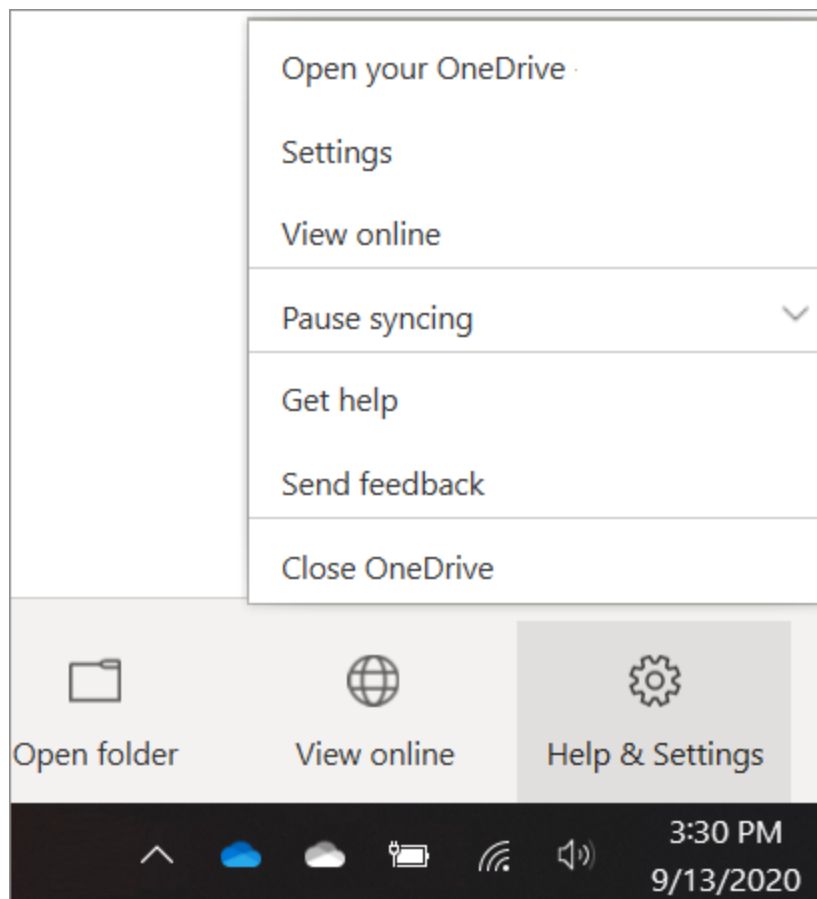 Open your OneDrive
Settings
View online
Pause syncing
Get help
Send feedback
Close OneDrive
Open folder
View online
Help & Settings
3:30 PM
9/13/2020